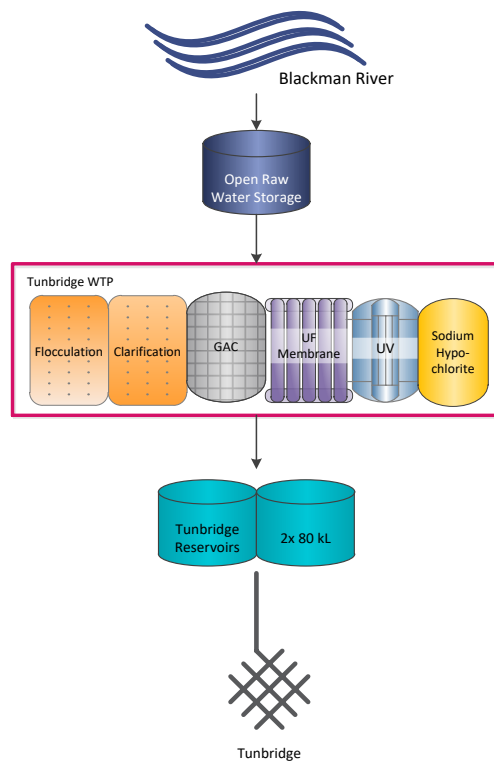 Blackman River
Open Raw
Water Storage
Tunbridge WTP
Flocculation
Clarification
GAC
UF
Membrane
UV
Sodium
Hypo-
chlorite
Tunbridge
Reservoirs
2x 80 kL
Tunbridge